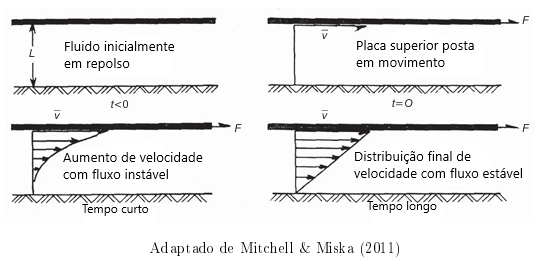 L
Fluido inicialmente
em repolso
t<0
v̅
F
Placa superior posta
em movimento
t=O
v̅
F
Aumento de velocidade
com fluxo instável
Tempo curto
v̅
F
Distribuição final de
velocidade com fluxo estável
Tempo longo
Adaptado de Mitchell & Miska (2011)